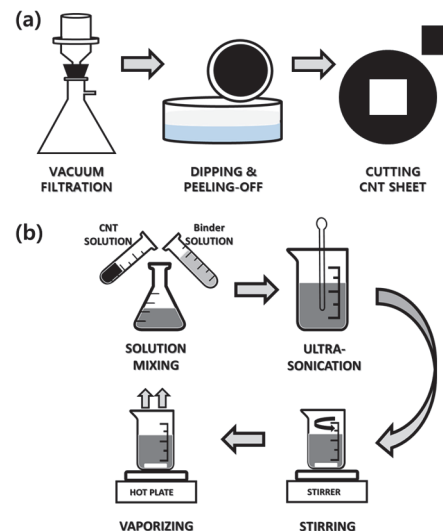 (a)
VACUUM
FILTRATION
DIPPING &
PEELING-OFF
CUTTING
CNT SHEET
(b)
CNT
SOLUTION
Binder
SOLUTION
SOLUTION
MIXING
ULTRA-
SONICATION
HOT PLATE
VAPORIZING
STIRRER
STIRRING